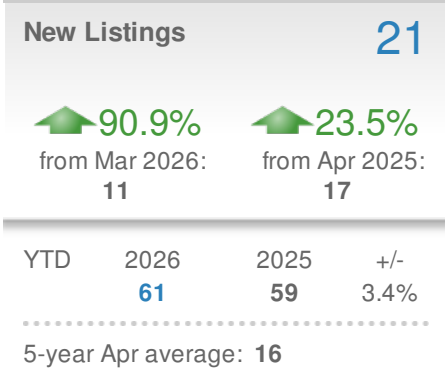 New Listings 21
90.9% 23.5%
from Mar 2026: from Apr 2025:
11 17
YTD 2026 2025 +/-
61 59 3.4%
5-year Apr average: 16